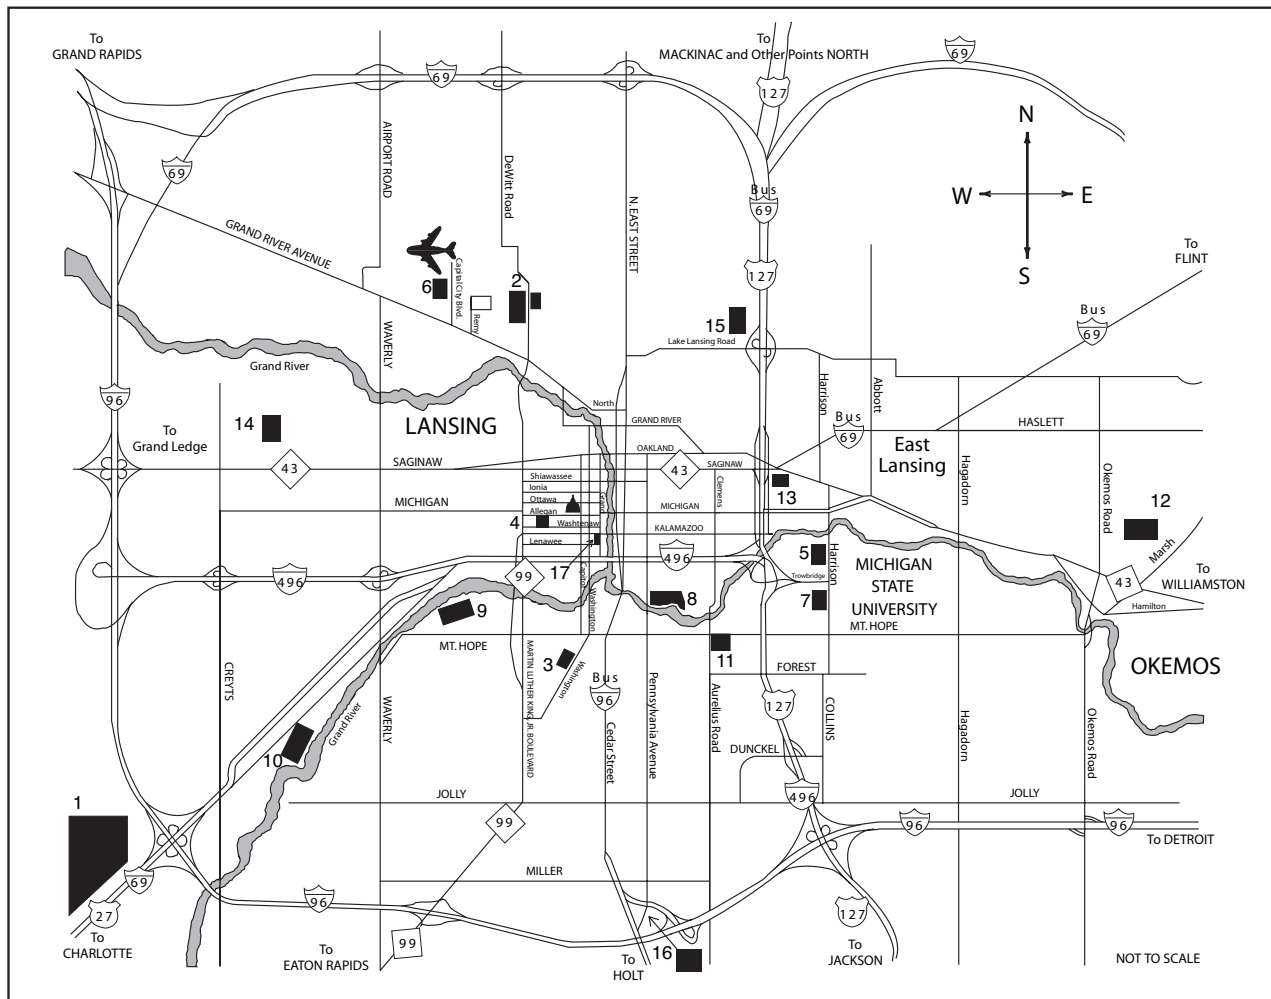 To
GRAND RAPIDS
69
To
MACKINAC and Other Points NORTH
69
127
N
W
E
S
69
AIRPORT ROAD
DeWitt Road
N. EAST STREET
Bus
69
GRAND RIVER AVENUE
127
To
FLINT
6
Capital City Blvd.
Remy
2
15
Lake Lansing Road
Bus
69
WAVERLY
Grand River
Harrison
Abbott
96
To
Grand Ledge
14
LANSING
North
GRAND RIVER
Bus
69
HASLETT
East
Lansing
43
SAGINAW
OAKLAND
43
SAGINAW
Hagadorn
Okemos Road
MICHIGAN
Shiawassee
Ionia
Ottawa
Allegan
Grand
Clemens
MICHIGAN
13
12
4
Washtenaw
KALAMAZOO
Lenawee
17
496
5
Harrison
MICHIGAN
STATE
UNIVERSITY
Marsh
496
99
Capitol
Washington
Trowbridge
43
To
WILLIAMSTON
9
8
7
Hamilton
MT. HOPE
MT. HOPE
3
Washington
11
FOREST
OKEMOS
CREYTS
WAVERLY
MARTIN LUTHER KING, JR. BOULEVARD
Bus
96
Cedar Street
Pennsylvania Avenue
Aurelius Road
127
COLLINS
Hagadorn
Okemos Road
10
Grand River
DUNCKEL
1
JOLLY
496
JOLLY
99
96
96
To DETROIT
69
MILLER
27
96
127
To
CHARLOTTE
To
EATON RAPIDS
99
To
HOLT
16
To
JACKSON
NOT TO SCALE